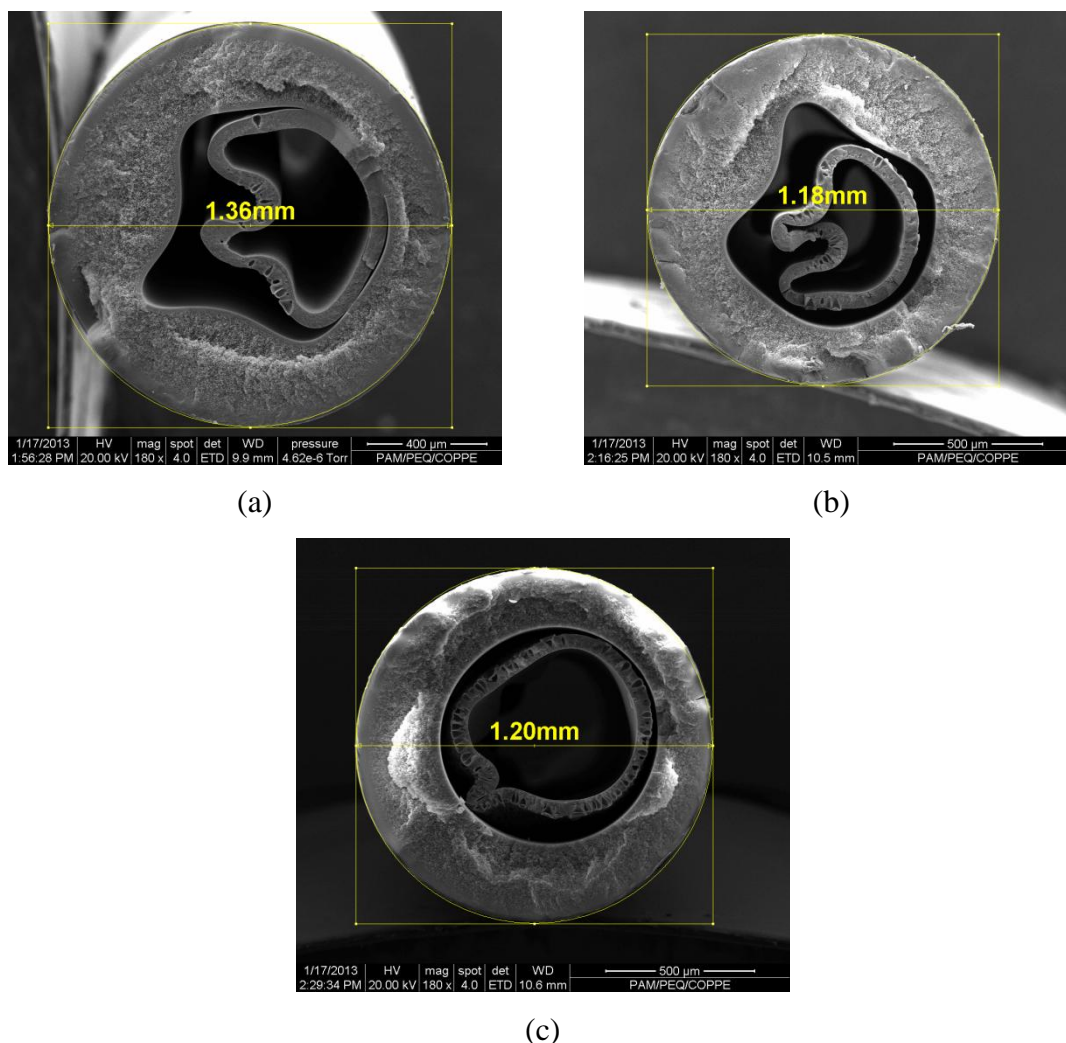 1.36mm
1/17/2013 HV mag spot det WD pressure 400 µm
1:56:28 PM 20.00 kV 180 x 4.0 ETD 9.9 mm 4.62e-6 Torr PAM/PEQ/COPPE
(a)
1.18mm
1/17/2013 HV mag spot det WD 500 µm
2:16:25 PM 20.00 kV 180 x 4.0 ETD 10.5 mm PAM/PEQ/COPPE
(b)
1.20mm
1/17/2013 HV mag spot det WD 500 µm
2:29:34 PM 20.00 kV 180 x 4.0 ETD 10.6 mm PAM/PEQ/COPPE
(c)